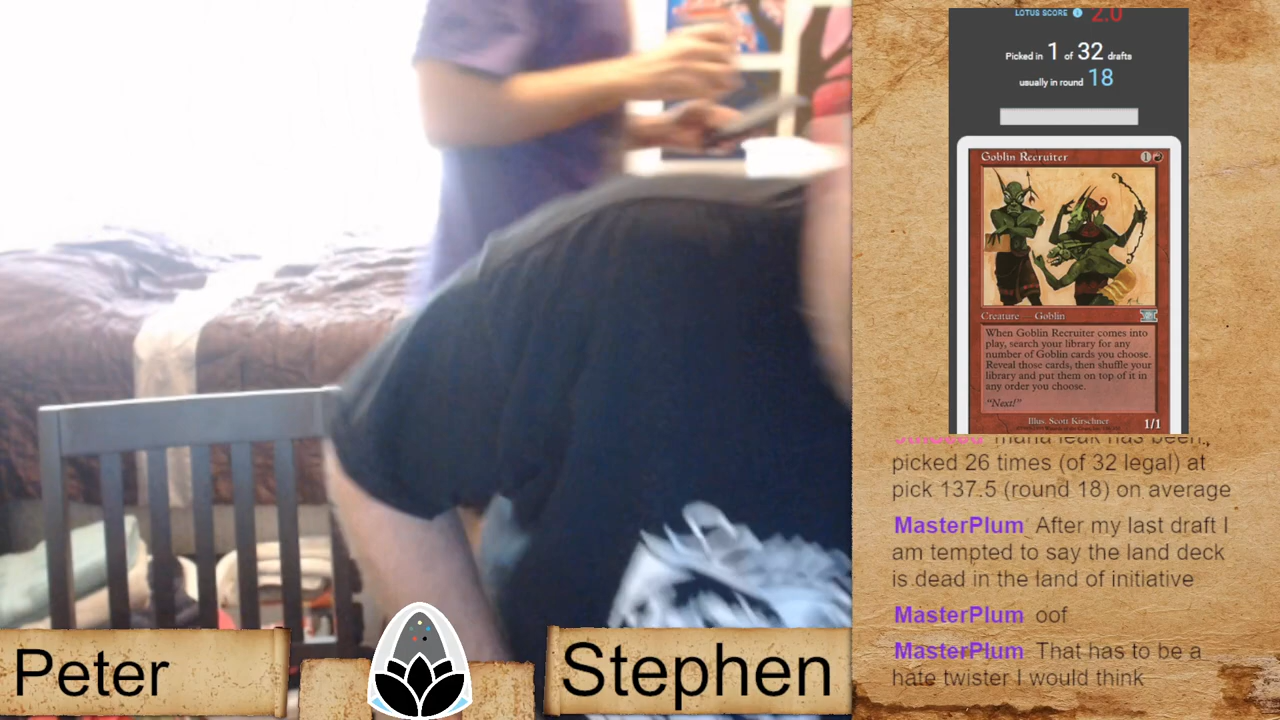 LOTUS SCORE 2.0
Picked in 1 of 32 drafts
usually in round 18
Goblin Recruiter
Creature — Goblin
When Goblin Recruiter comes into
play, search your library for any
number of Goblin cards you choose.
Reveal those cards, then shuffle your
library and put them on top of it in
any order you choose.
“Next!”
Illus. Scott Kirschner
1/1
mana leak has been
picked 26 times (of 32 legal) at
pick 137.5 (round 18) on average
MasterPlum After my last draft I
am tempted to say the land deck
is dead in the land of initiative
MasterPlum oof
MasterPlum That has to be a
hate twister I would think
Peter
Stephen